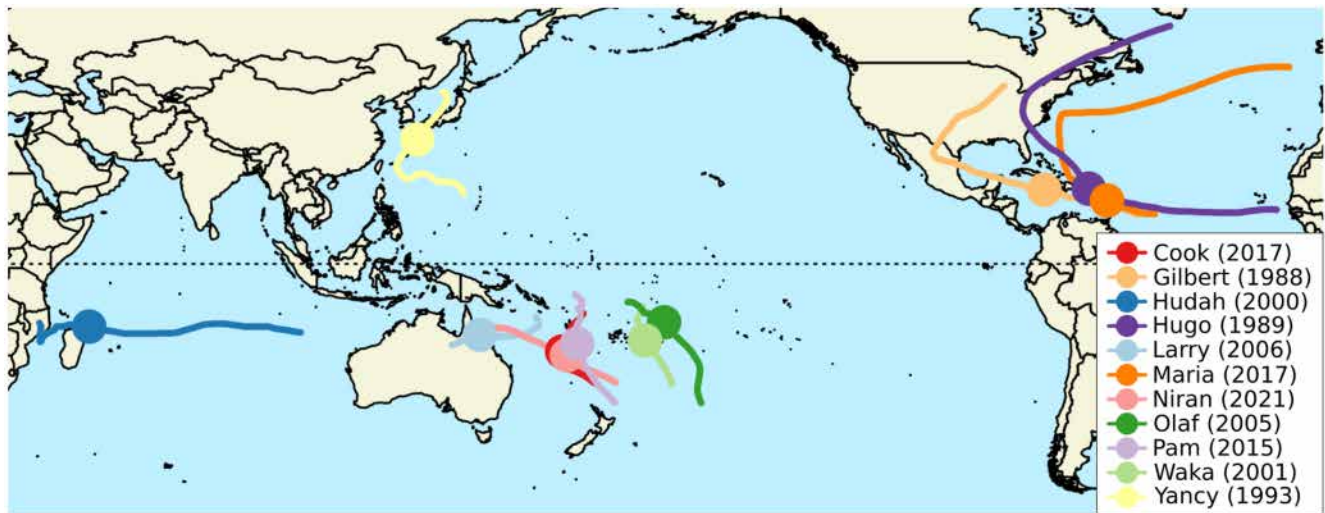 Cook (2017)
Gilbert (1988)
Hudah (2000)
Hugo (1989)
Larry (2006)
Maria (2017)
Niran (2021)
Olaf (2005)
Pam (2015)
Waka (2001)
Yancy (1993)